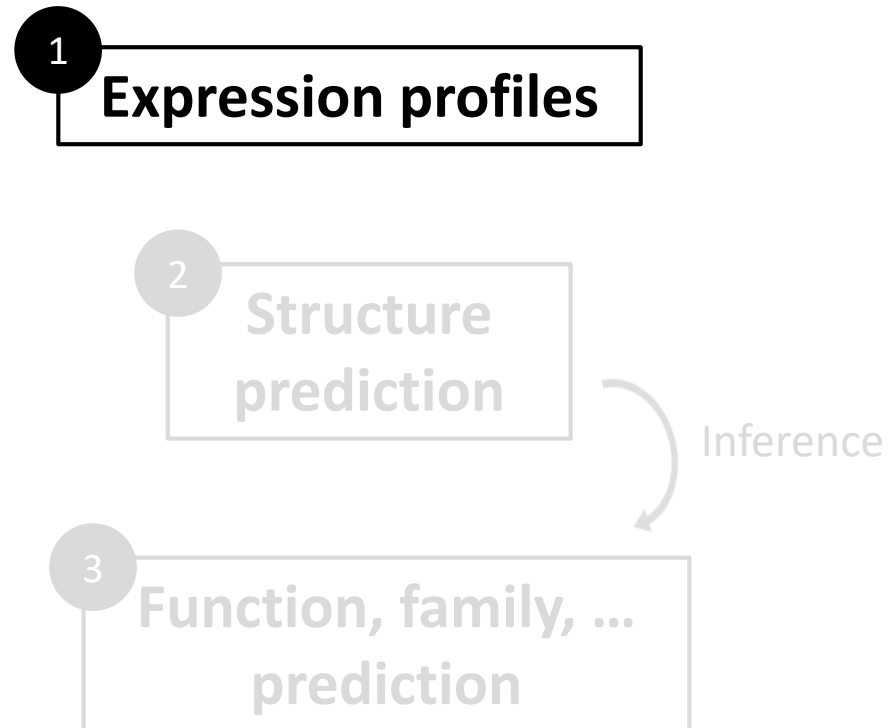 1
Expression profiles
2
Structure
prediction
Inference
3
Function, family, ...
prediction